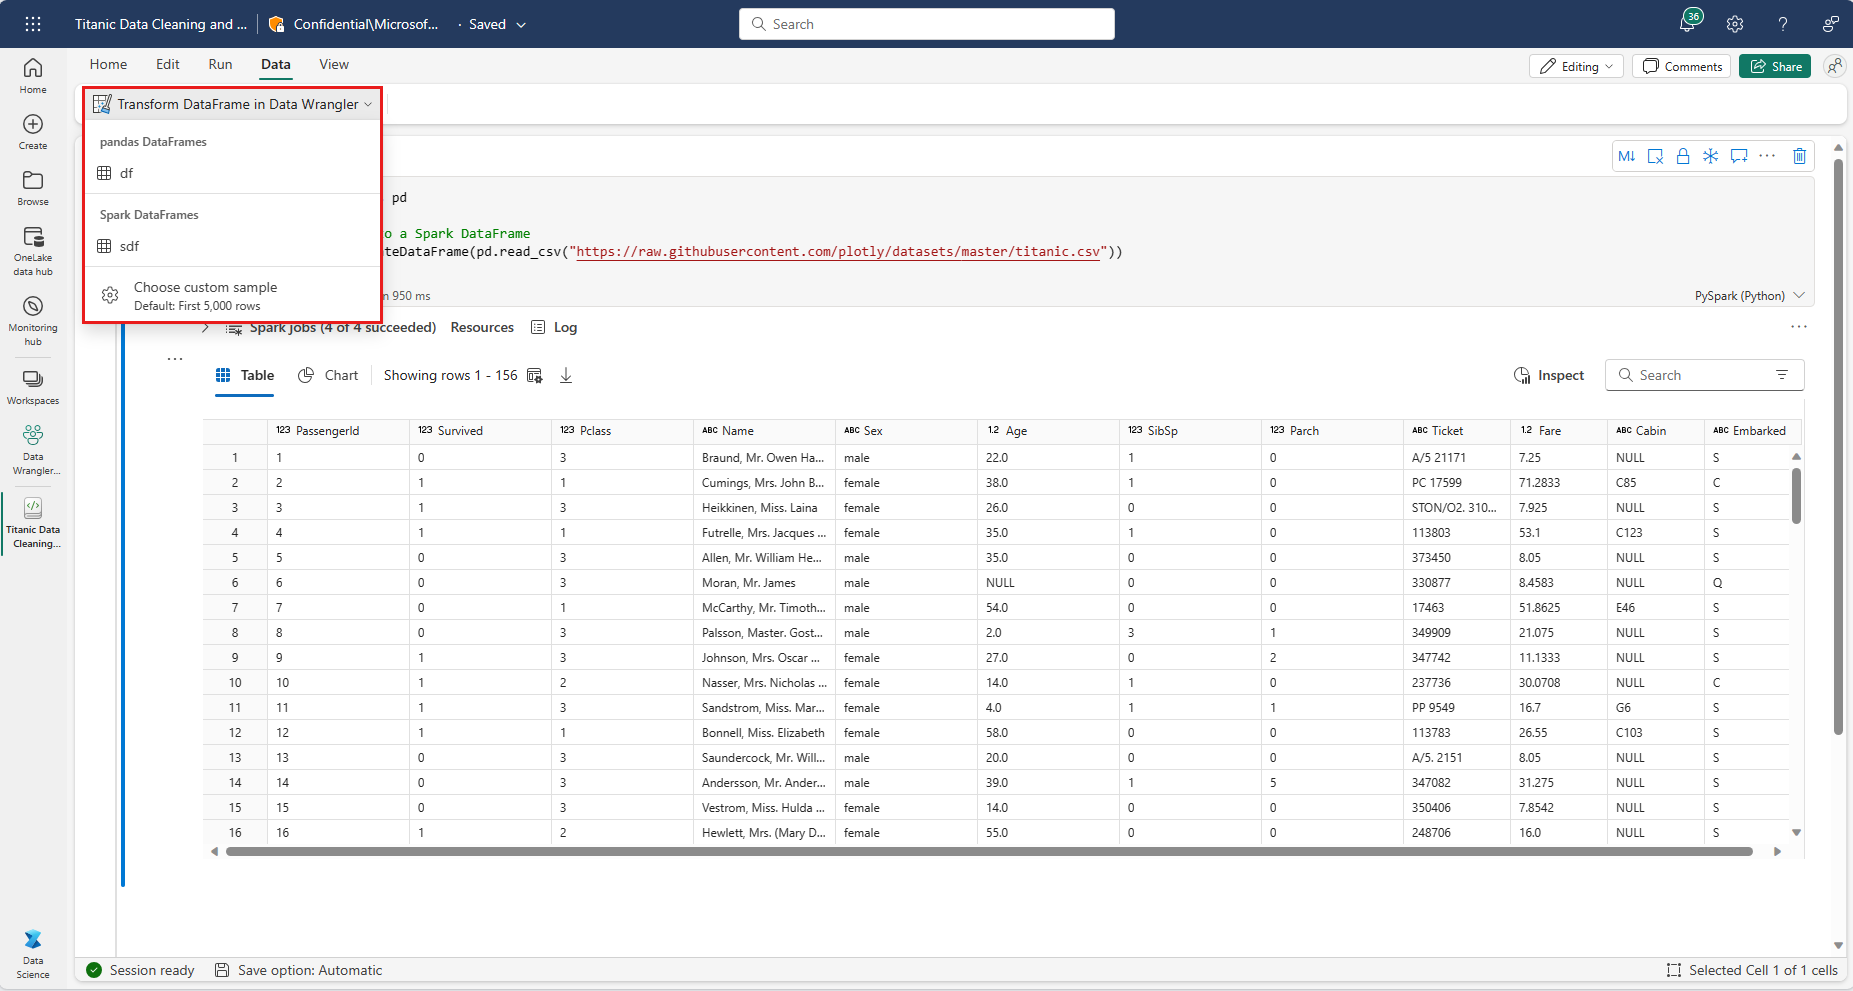 Titanic Data Cleaning and ...
Confidential\Microsof...
· Saved
Search
36
?
Home
Edit
Run
Data
View
Editing
Comments
Share
Home
Create
Browse
OneLake
data hub
Monitoring
hub
Workspaces
Data
Wrangler...
Titanic Data
Cleaning...
Data
Science
Transform DataFrame in Data Wrangler
pandas DataFrames
df
Spark DataFrames
sdf
Choose custom sample
Default: First 5,000 rows
M↓
pd
o a Spark DataFrame
teDataFrame(pd.read_csv("https://raw.githubusercontent.com/plotly/datasets/master/titanic.csv"))
n 950 ms
PySpark (Python)
Spark jobs (4 of 4 succeeded)
Resources
Log
Table
Chart
Showing rows 1 - 156
Inspect
Search
123 PassengerId 123 Survived 123 Pclass ABC Name ABC Sex 1.2 Age 123 SibSp 123 Parch ABC Ticket 1.2 Fare ABC Cabin ABC Embarked
1 1 0 3 Braund, Mr. Owen Ha... male 22.0 1 0 A/5 21171 7.25 NULL S
2 2 1 1 Cumings, Mrs. John B... female 38.0 1 0 PC 17599 71.2833 C85 C
3 3 1 3 Heikkinen, Miss. Laina female 26.0 0 0 STON/O2. 310... 7.925 NULL S
4 4 1 1 Futrelle, Mrs. Jacques ... female 35.0 1 0 113803 53.1 C123 S
5 5 0 3 Allen, Mr. William He... male 35.0 0 0 373450 8.05 NULL S
6 6 0 3 Moran, Mr. James male NULL 0 0 330877 8.4583 NULL Q
7 7 0 1 McCarthy, Mr. Timoth... male 54.0 0 0 17463 51.8625 E46 S
8 8 0 3 Palsson, Master. Gost... male 2.0 3 1 349909 21.075 NULL S
9 9 1 3 Johnson, Mrs. Oscar ... female 27.0 0 2 347742 11.1333 NULL S
10 10 1 2 Nasser, Mrs. Nicholas ... female 14.0 1 0 237736 30.0708 NULL C
11 11 1 3 Sandstrom, Miss. Mar... female 4.0 1 1 PP 9549 16.7 G6 S
12 12 1 1 Bonnell, Miss. Elizabeth female 58.0 0 0 113783 26.55 C103 S
13 13 0 3 Saundercock, Mr. Will... male 20.0 0 0 A/5. 2151 8.05 NULL S
14 14 0 3 Andersson, Mr. Ander... male 39.0 1 5 347082 31.275 NULL S
15 15 0 3 Vestrom, Miss. Hulda ... female 14.0 0 0 350406 7.8542 NULL S
16 16 1 2 Hewlett, Mrs. (Mary D... female 55.0 0 0 248706 16.0 NULL S
Session ready
Save option: Automatic
Selected Cell 1 of 1 cells